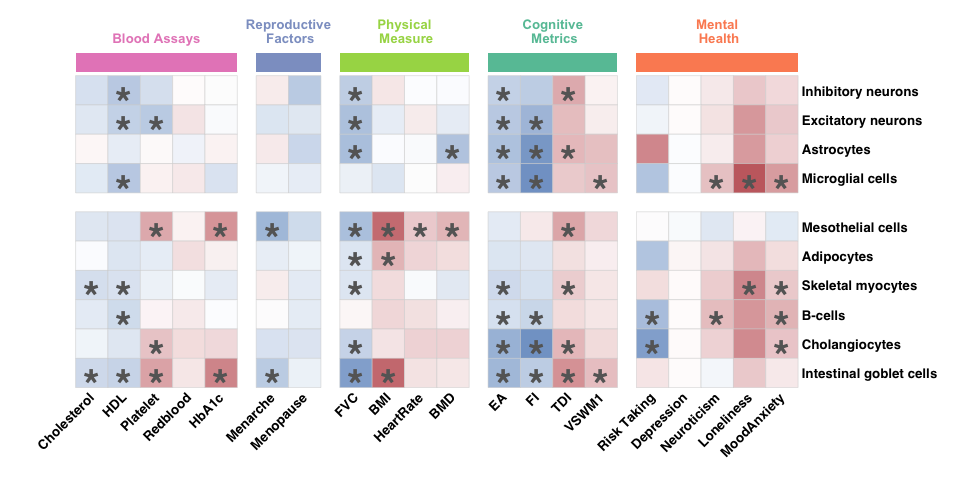 Blood Assays
Reproductive
Factors
Physical
Measure
Cognitive
Metrics
Mental
Health
* * * Inhibitory neurons
* * * * * Excitatory neurons
* * * * * Astrocytes
* * * * * * * Microglial cells
* * * * * * * * Mesothelial cells
* * Adipocytes
* * * * * * * Skeletal myocytes
* * * * * * B-cells
* * * * * * * Cholangiocytes
* * * * * * * * * * * Intestinal goblet cells
Cholesterol
HDL
Platelet
Redblood
HbA1c
Menarche
Menopause
FVC
BMI
HeartRate
BMD
EA
FI
TDI
VSWM1
Risk Taking
Depression
Neuroticism
Loneliness
MoodAnxiety